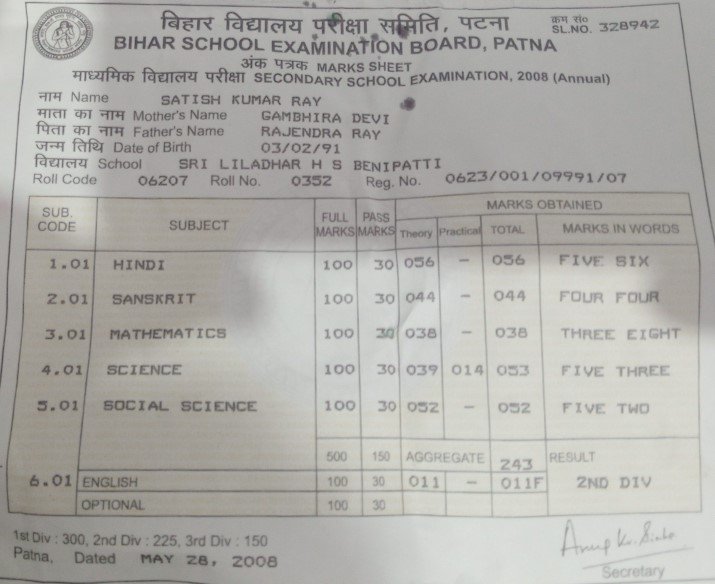 बिहार विद्यालय परीक्षा समिति, पटना
क्रम सं०
SL.NO. 328942
BIHAR SCHOOL EXAMINATION BOARD, PATNA
अंक पत्रक MARKS SHEET
माध्यमिक विद्यालय परीक्षा SECONDARY SCHOOL EXAMINATION, 2008 (Annual)
नाम Name SATISH KUMAR RAY
माता का नाम Mother's Name GAMBHIRA DEVI
पिता का नाम Father's Name RAJENDRA RAY
जन्म तिथि Date of Birth 03/02/91
विद्यालय School SRI LILADHAR H S BENIPATTI
Roll Code 06207 Roll No. 0352 Reg. No. 0623/001/09991/07
SUB. CODE SUBJECT FULL MARKS PASS MARKS MARKS OBTAINED
Theory Practical TOTAL MARKS IN WORDS
1.01 HINDI 100 30 056 - 056 FIVE SIX
2.01 SANSKRIT 100 30 044 - 044 FOUR FOUR
3.01 MATHEMATICS 100 30 038 - 038 THREE EIGHT
4.01 SCIENCE 100 30 039 014 053 FIVE THREE
5.01 SOCIAL SCIENCE 100 30 052 - 052 FIVE TWO
500 150 AGGREGATE 243 RESULT
6.01 ENGLISH 100 30 011 - 011F 2ND DIV
OPTIONAL 100 30
1st Div : 300, 2nd Div : 225, 3rd Div : 150
Patna, Dated MAY 28, 2008
Secretary